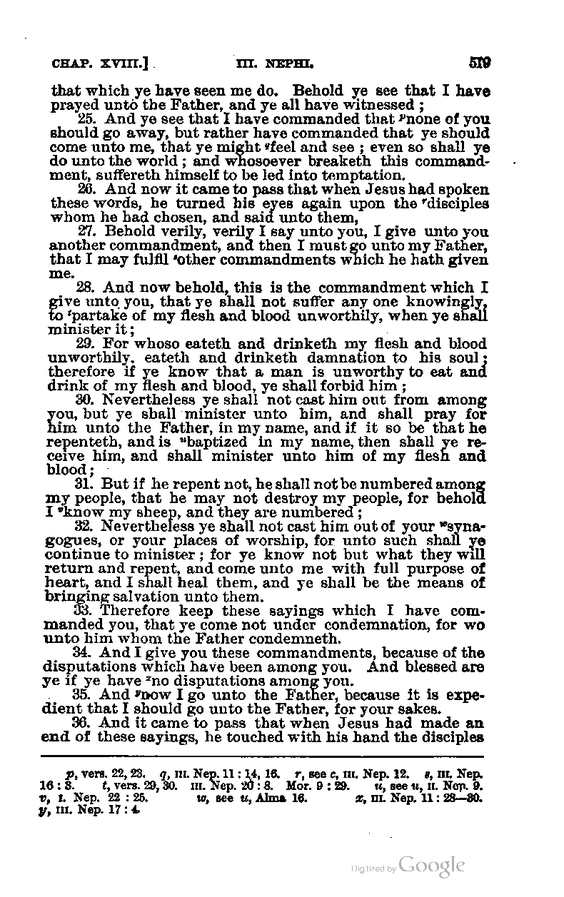 CHAP. XVIII.] III. NEPHI. 519
that which ye have seen me do. Behold ye see that I have
prayed unto the Father, and ye all have witnessed ;
25. And ye see that I have commanded that ᵖnone of you
should go away, but rather have commanded that ye should
come unto me, that ye might ᑫfeel and see ; even so shall ye
do unto the world ; and whosoever breaketh this command-
ment, suffereth himself to be led into temptation.
26. And now it came to pass that when Jesus had spoken
these words, he turned his eyes again upon the ʳdisciples
whom he had chosen, and said unto them,
27. Behold verily, verily I say unto you, I give unto you
another commandment, and then I must go unto my Father,
that I may fulfil ˢother commandments which he hath given
me.
28. And now behold, this is the commandment which I
give unto you, that ye shall not suffer any one knowingly,
to ᵗpartake of my flesh and blood unworthily, when ye shall
minister it ;
29. For whoso eateth and drinketh my flesh and blood
unworthily, eateth and drinketh damnation to his soul ;
therefore if ye know that a man is unworthy to eat and
drink of my flesh and blood, ye shall forbid him ;
30. Nevertheless ye shall not cast him out from among
you, but ye shall minister unto him, and shall pray for
him unto the Father, in my name, and if it so be that he
repenteth, and is ᵘbaptized in my name, then shall ye re-
ceive him, and shall minister unto him of my flesh and
blood ;
31. But if he repent not, he shall not be numbered among
my people, that he may not destroy my people, for behold
I ᵛknow my sheep, and they are numbered ;
32. Nevertheless ye shall not cast him out of your ʷsyna-
gogues, or your places of worship, for unto such shall ye
continue to minister ; for ye know not but what they will
return and repent, and come unto me with full purpose of
heart, and I shall heal them, and ye shall be the means of
bringing salvation unto them.
33. Therefore keep these sayings which I have com-
manded you, that ye come not under condemnation, for wo
unto him whom the Father condemneth.
34. And I give you these commandments, because of the
disputations which have been among you. And blessed are
ye if ye have ˣno disputations among you.
35. And ʸnow I go unto the Father, because it is expe-
dient that I should go unto the Father, for your sakes.
36. And it came to pass that when Jesus had made an
end of these sayings, he touched with his hand the disciples
p, vers. 22, 23. q, III. Nep. 11 : 14, 16. r, see c, III. Nep. 12. s, III. Nep.
16 : 3. t, vers. 29, 30. III. Nep. 20 : 8. Mor. 9 : 29. u, see u, II. Nep. 9.
v, I. Nep. 22 : 25. w, see u, Alma 16. x, III. Nep. 11 : 28—30.
y, III. Nep. 17 : 4.
Digitized by Google